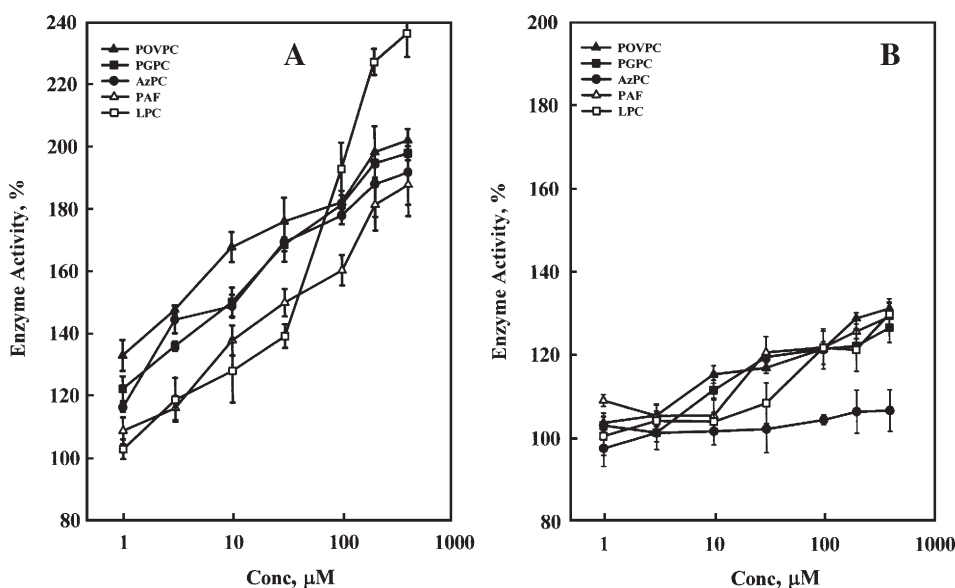 240
220
200
180
160
140
120
100
80
Enzyme Activity, %
POVPC
PGPC
AzPC
PAF
LPC
A
1 10 100 1000
Conc, μM
200
180
160
140
120
100
80
Enzyme Activity, %
POVPC
PGPC
AzPC
PAF
LPC
B
1 10 100 1000
Conc, μM